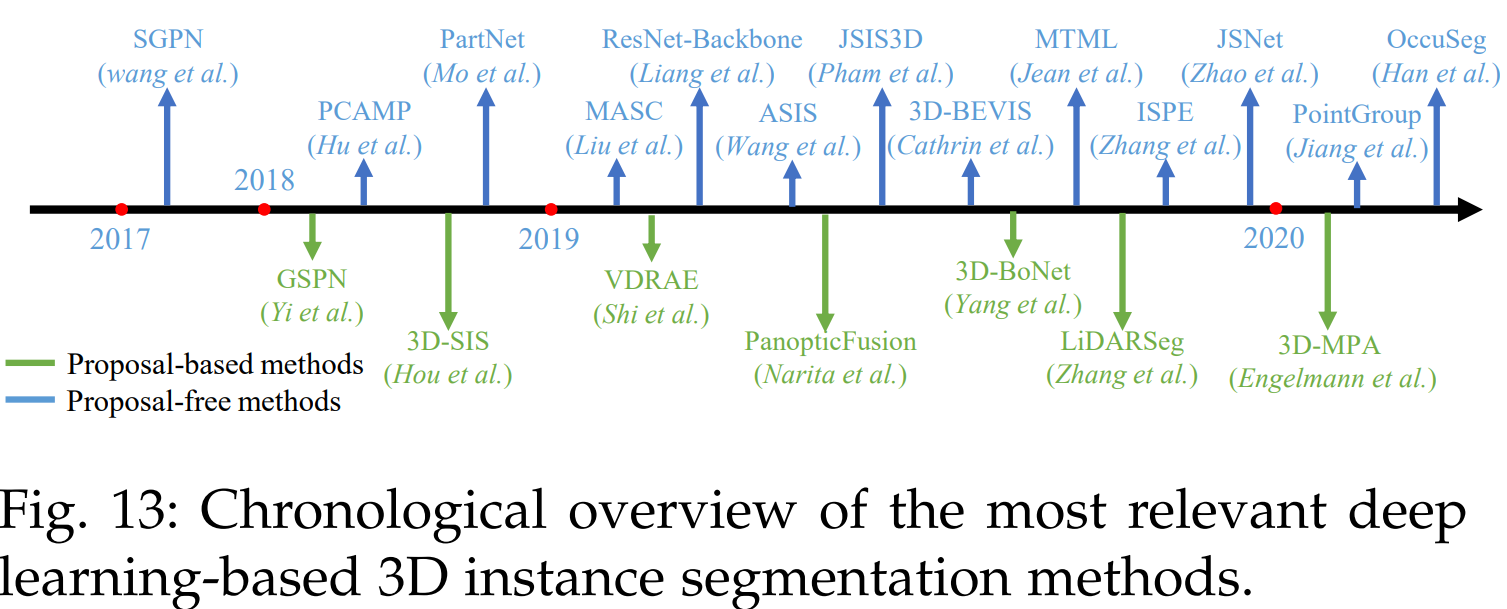 SGPN
(wang et al.)
PartNet
(Mo et al.)
ResNet-Backbone
(Liang et al.)
JSIS3D
(Pham et al.)
MTML
(Jean et al.)
JSNet
(Zhao et al.)
OccuSeg
(Han et al.)
PCAMP
(Hu et al.)
MASC
(Liu et al.)
ASIS
(Wang et al.)
3D-BEVIS
(Cathrin et al.)
ISPE
(Zhang et al.)
PointGroup
(Jiang et al.)
2017
2018
2019
2020
GSPN
(Yi et al.)
3D-SIS
(Hou et al.)
VDRAE
(Shi et al.)
PanopticFusion
(Narita et al.)
3D-BoNet
(Yang et al.)
LiDARSeg
(Zhang et al.)
3D-MPA
(Engelmann et al.)
Proposal-based methods
Proposal-free methods
Fig. 13: Chronological overview of the most relevant deep
learning-based 3D instance segmentation methods.